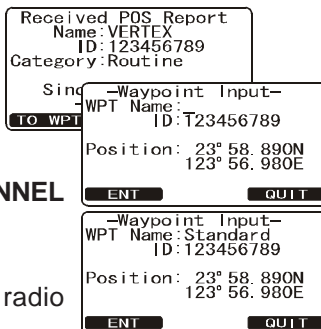 Received POS Report
Name:VERTEX
ID:123456789
Category:Routine
TO WPT
—Waypoint Input—
WPT Name:_
ID:123456789
Position: 23°58.890N
123°56.980E
ENT QUIT
NNEL
—Waypoint Input—
WPT Name:Standard
ID:123456789
Position: 23°58.890N
123°56.980E
radio
ENT QUIT